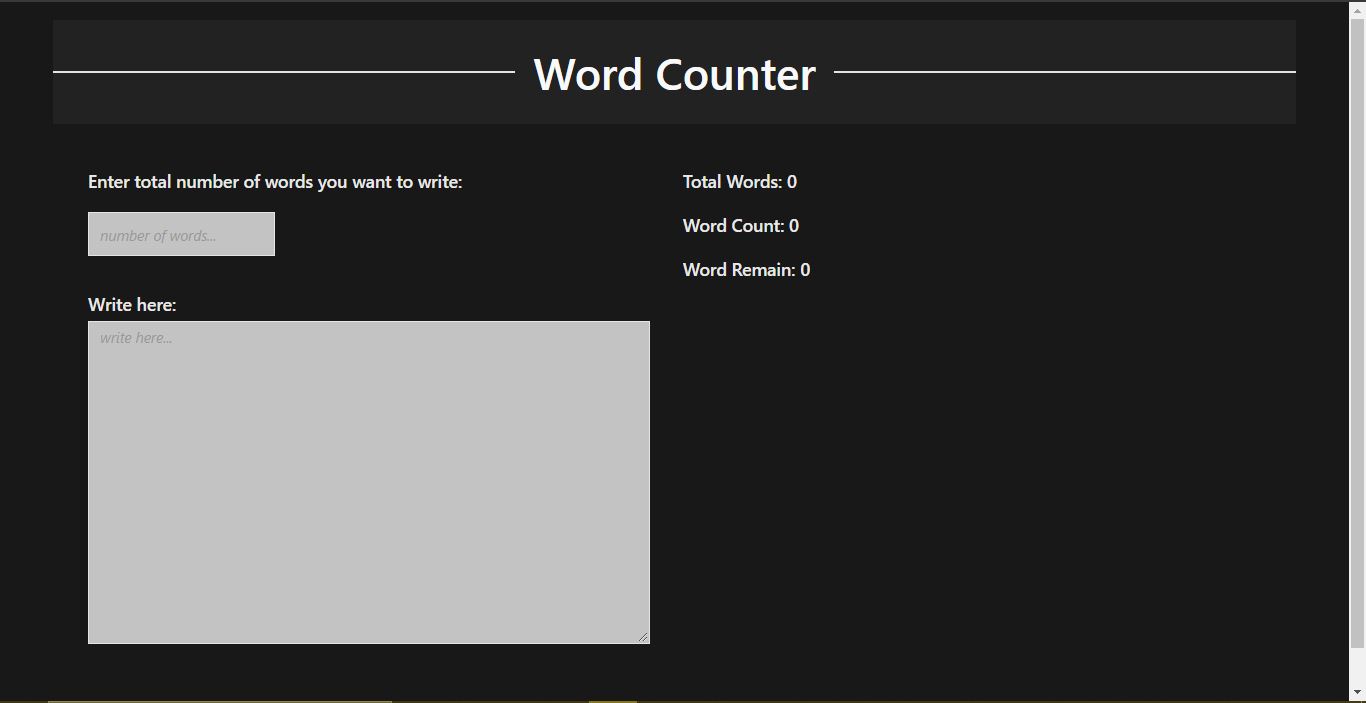 Word Counter
Enter total number of words you want to write:
number of words...
Write here:
write here...
Total Words: 0
Word Count: 0
Word Remain: 0